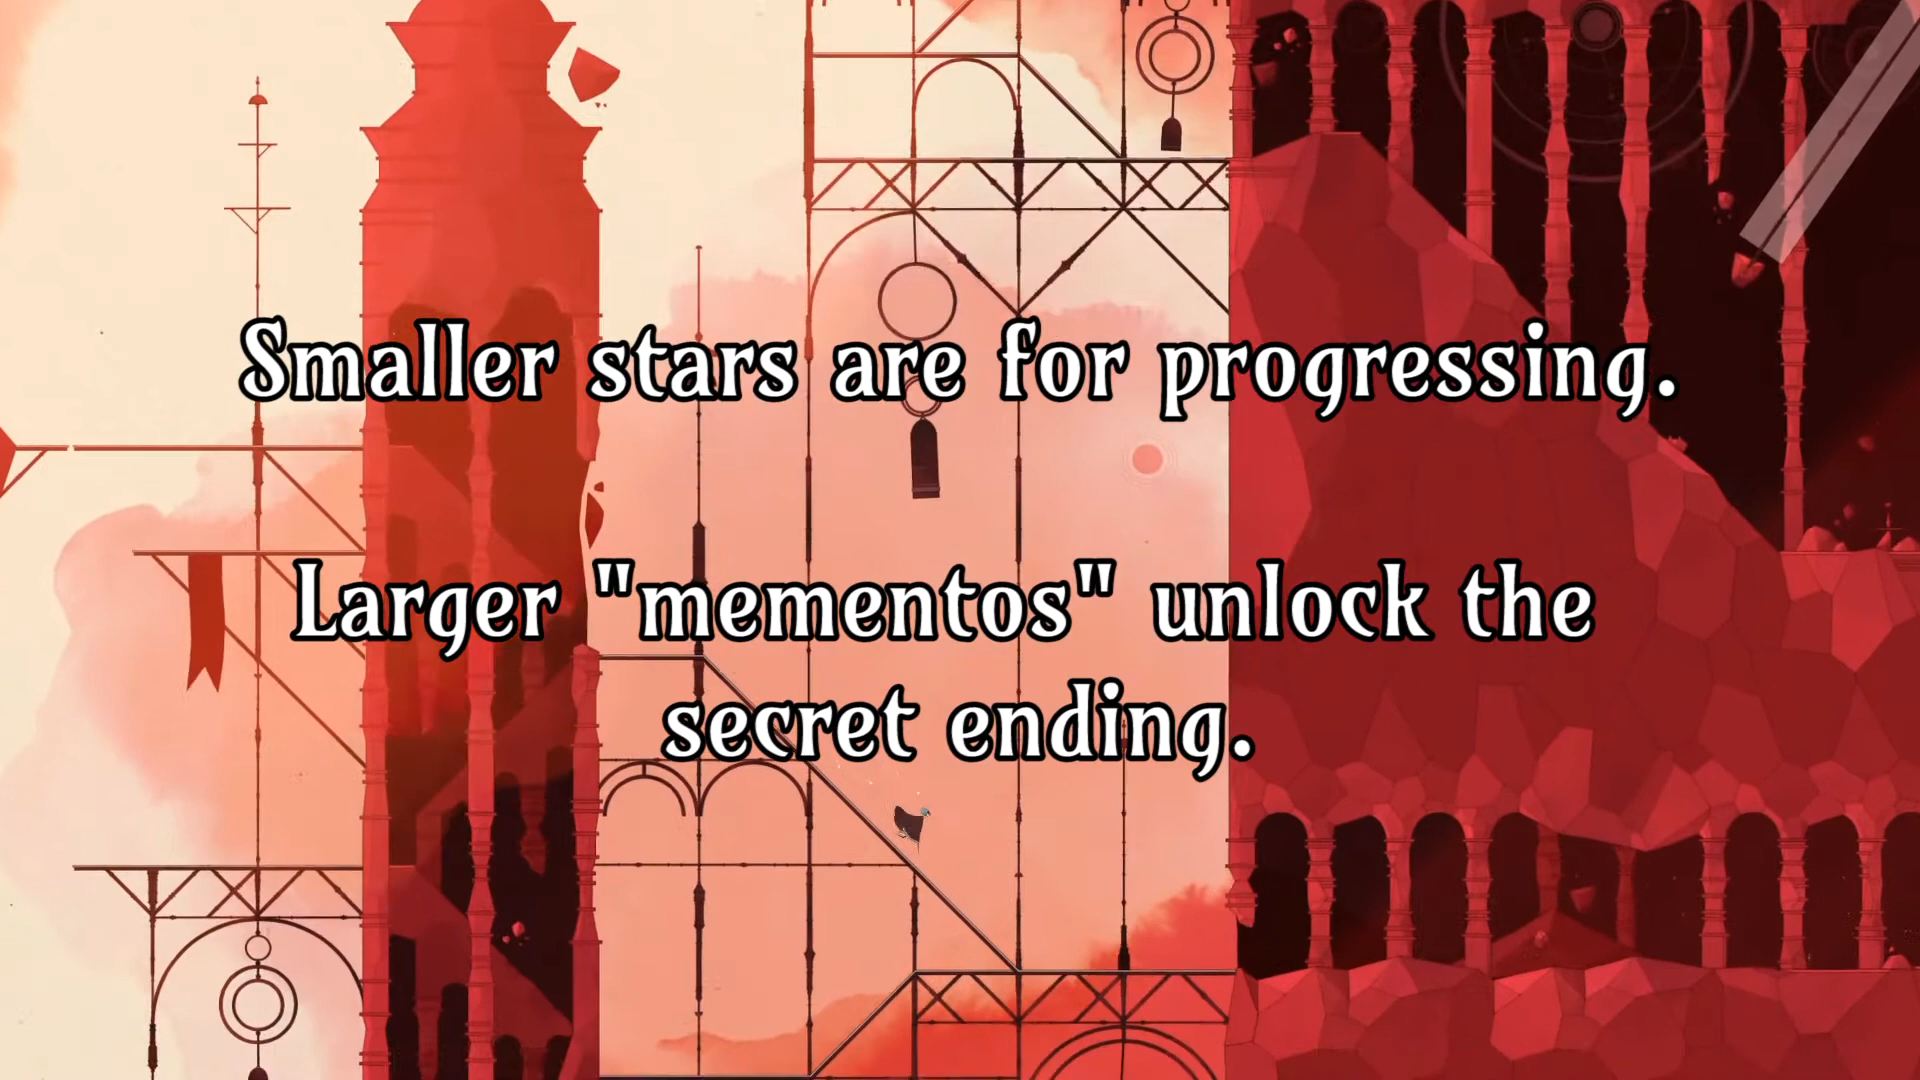 Smaller stars are for progressing.
Larger "mementos" unlock the
secret ending.